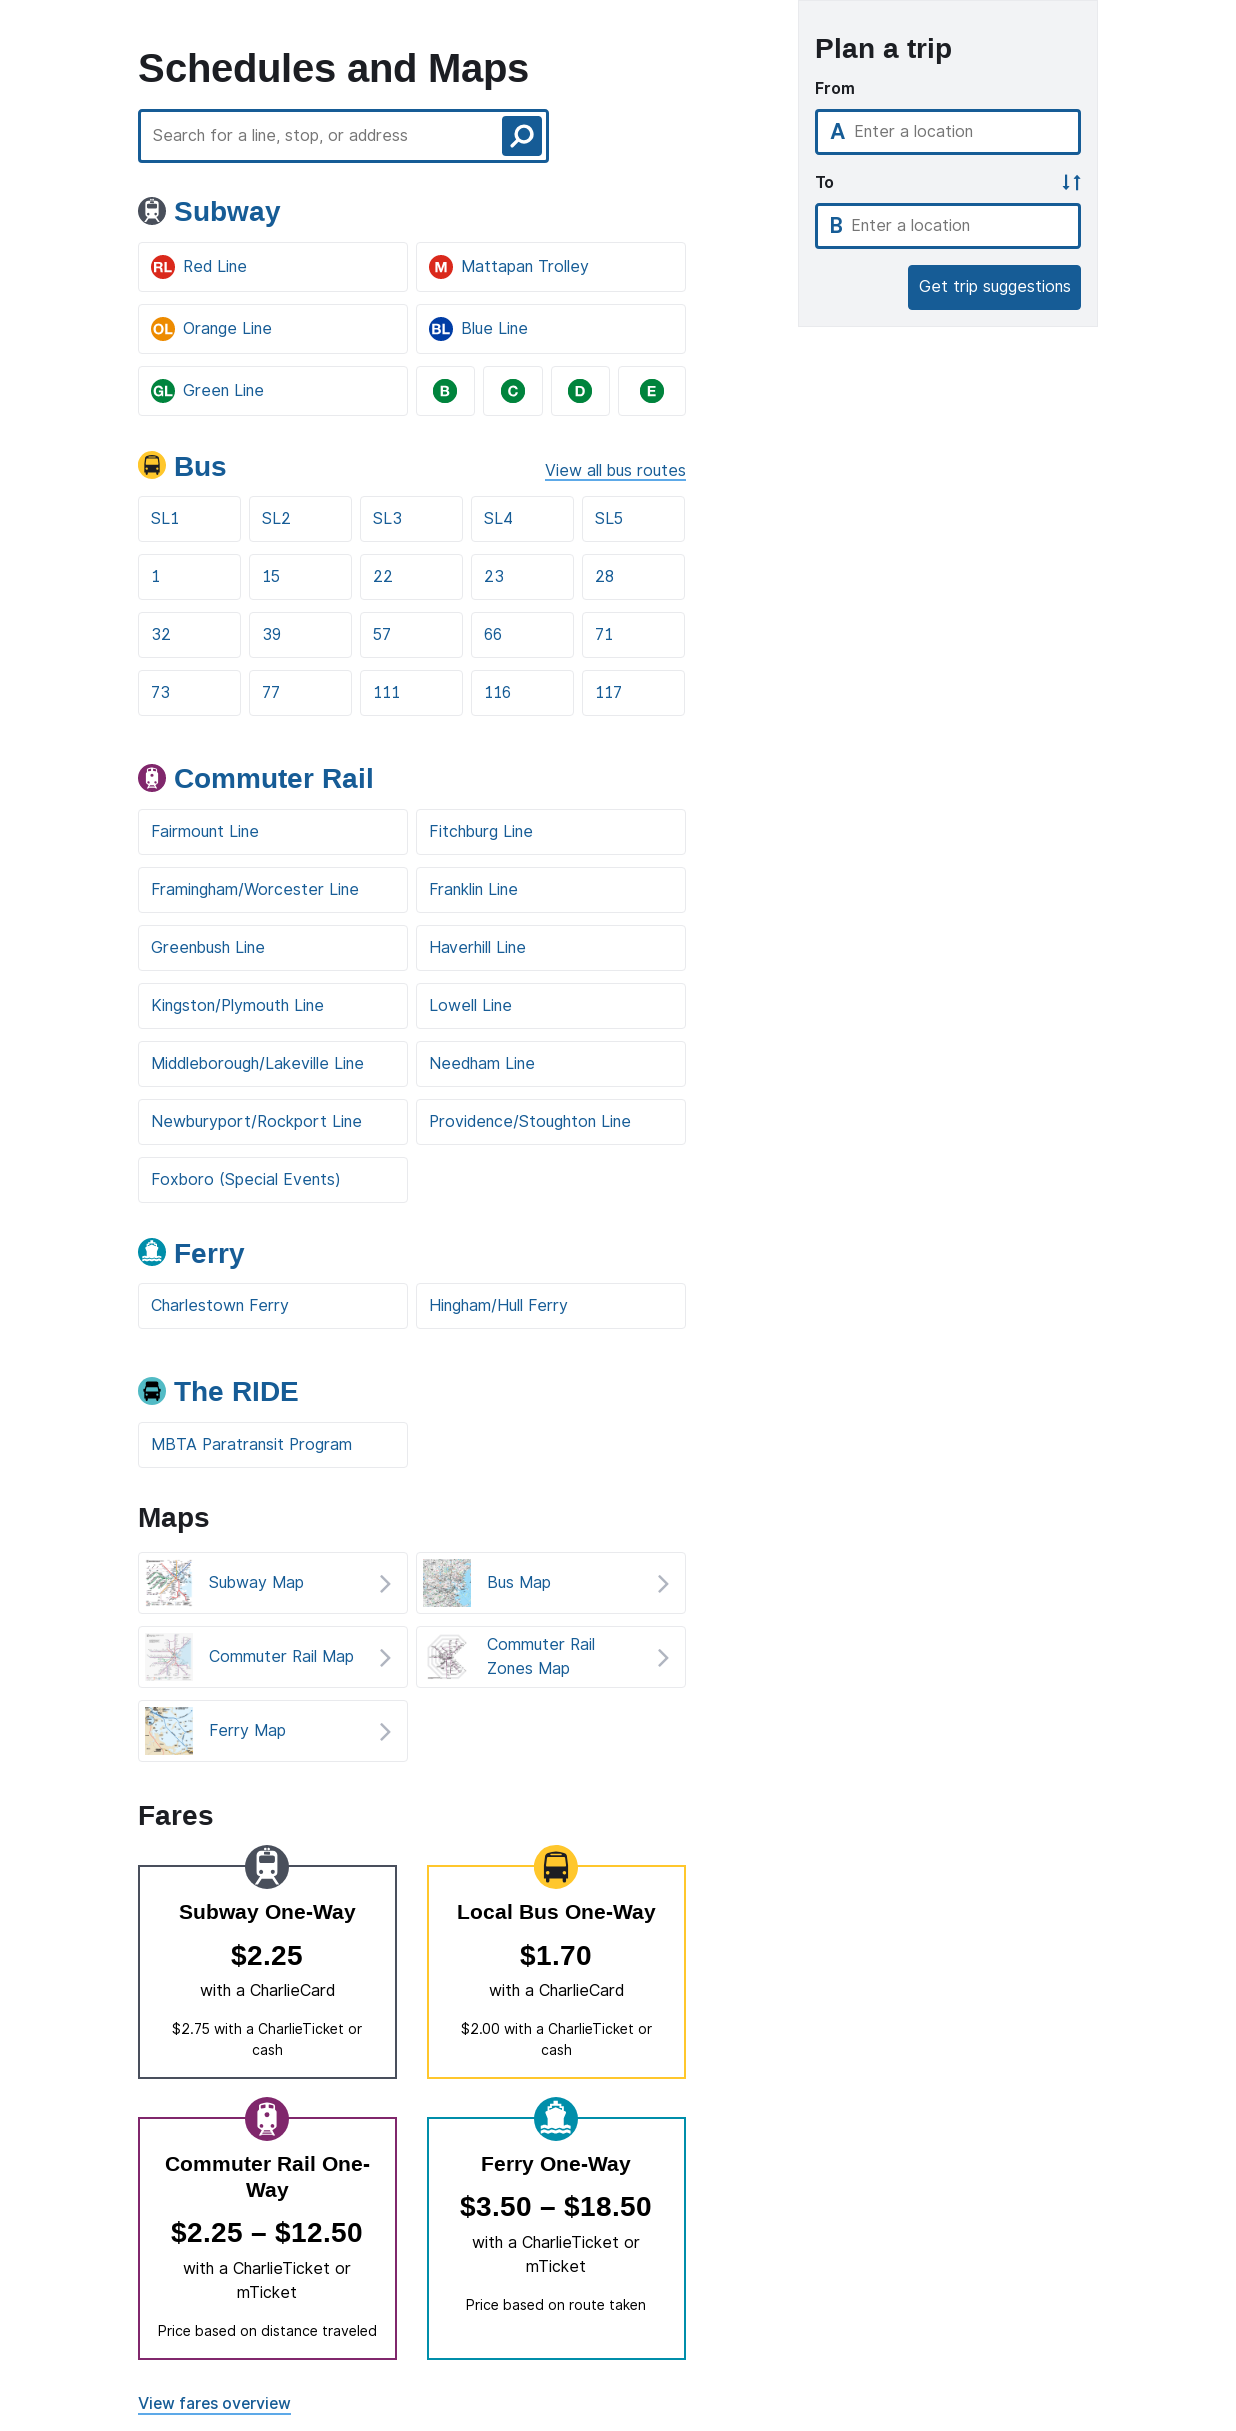 Schedules and Maps
Search for a line, stop, or address
Subway
RL Red Line
M Mattapan Trolley
OL Orange Line
BL Blue Line
GL Green Line
B
C
D
E
Bus
View all bus routes
SL1
SL2
SL3
SL4
SL5
1
15
22
23
28
32
39
57
66
71
73
77
111
116
117
Commuter Rail
Fairmount Line
Fitchburg Line
Framingham/Worcester Line
Franklin Line
Greenbush Line
Haverhill Line
Kingston/Plymouth Line
Lowell Line
Middleborough/Lakeville Line
Needham Line
Newburyport/Rockport Line
Providence/Stoughton Line
Foxboro (Special Events)
Ferry
Charlestown Ferry
Hingham/Hull Ferry
The RIDE
MBTA Paratransit Program
Maps
Subway Map
Bus Map
Commuter Rail Map
Commuter Rail
Zones Map
Ferry Map
Fares
Subway One-Way
$2.25
with a CharlieCard
$2.75 with a CharlieTicket or
cash
Local Bus One-Way
$1.70
with a CharlieCard
$2.00 with a CharlieTicket or
cash
Commuter Rail One-
Way
$2.25 – $12.50
with a CharlieTicket or
mTicket
Price based on distance traveled
Ferry One-Way
$3.50 – $18.50
with a CharlieTicket or
mTicket
Price based on route taken
View fares overview
Plan a trip
From
A Enter a location
To
B Enter a location
Get trip suggestions